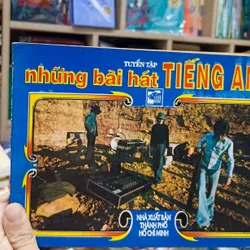 TUYỂN TẬP
những bài hát TIẾNG AN
NHÀ XUẤT BẢN
THÀNH PHỐ
HỒ CHÍ MINH